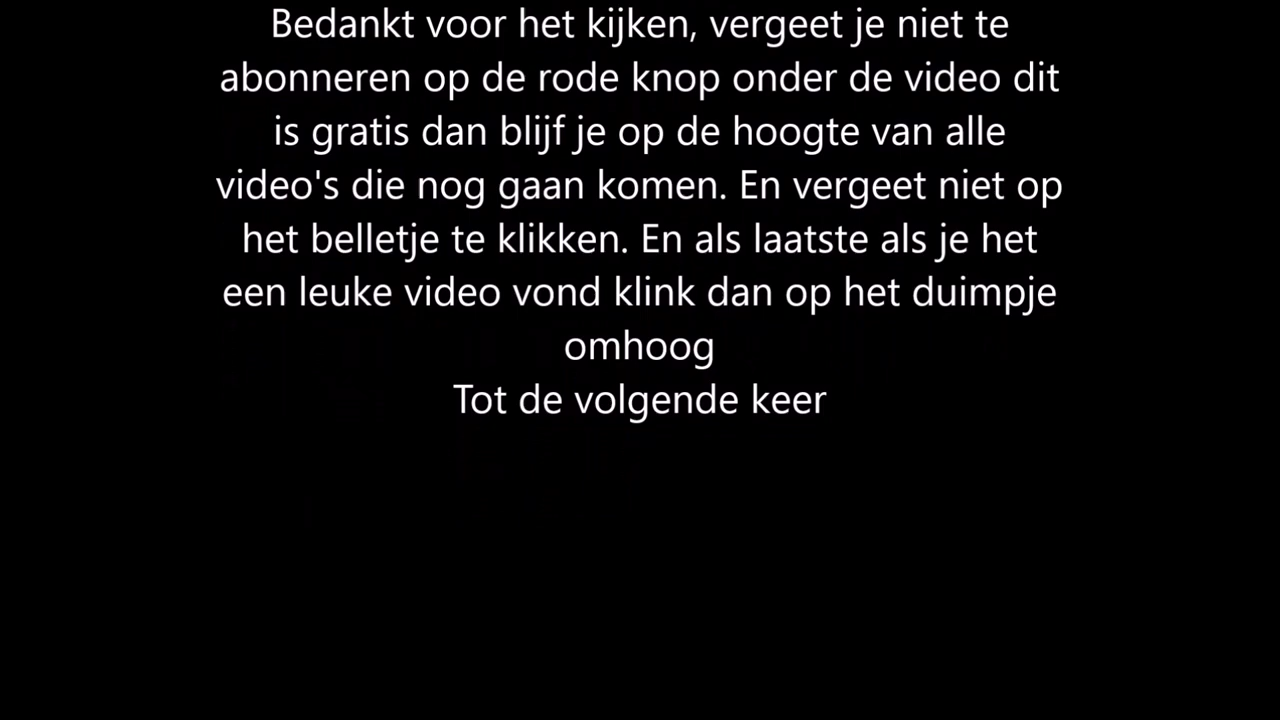 Bedankt voor het kijken, vergeet je niet te
abonneren op de rode knop onder de video dit
is gratis dan blijf je op de hoogte van alle
video's die nog gaan komen. En vergeet niet op
het belletje te klikken. En als laatste als je het
een leuke video vond klink dan op het duimpje
omhoog
Tot de volgende keer